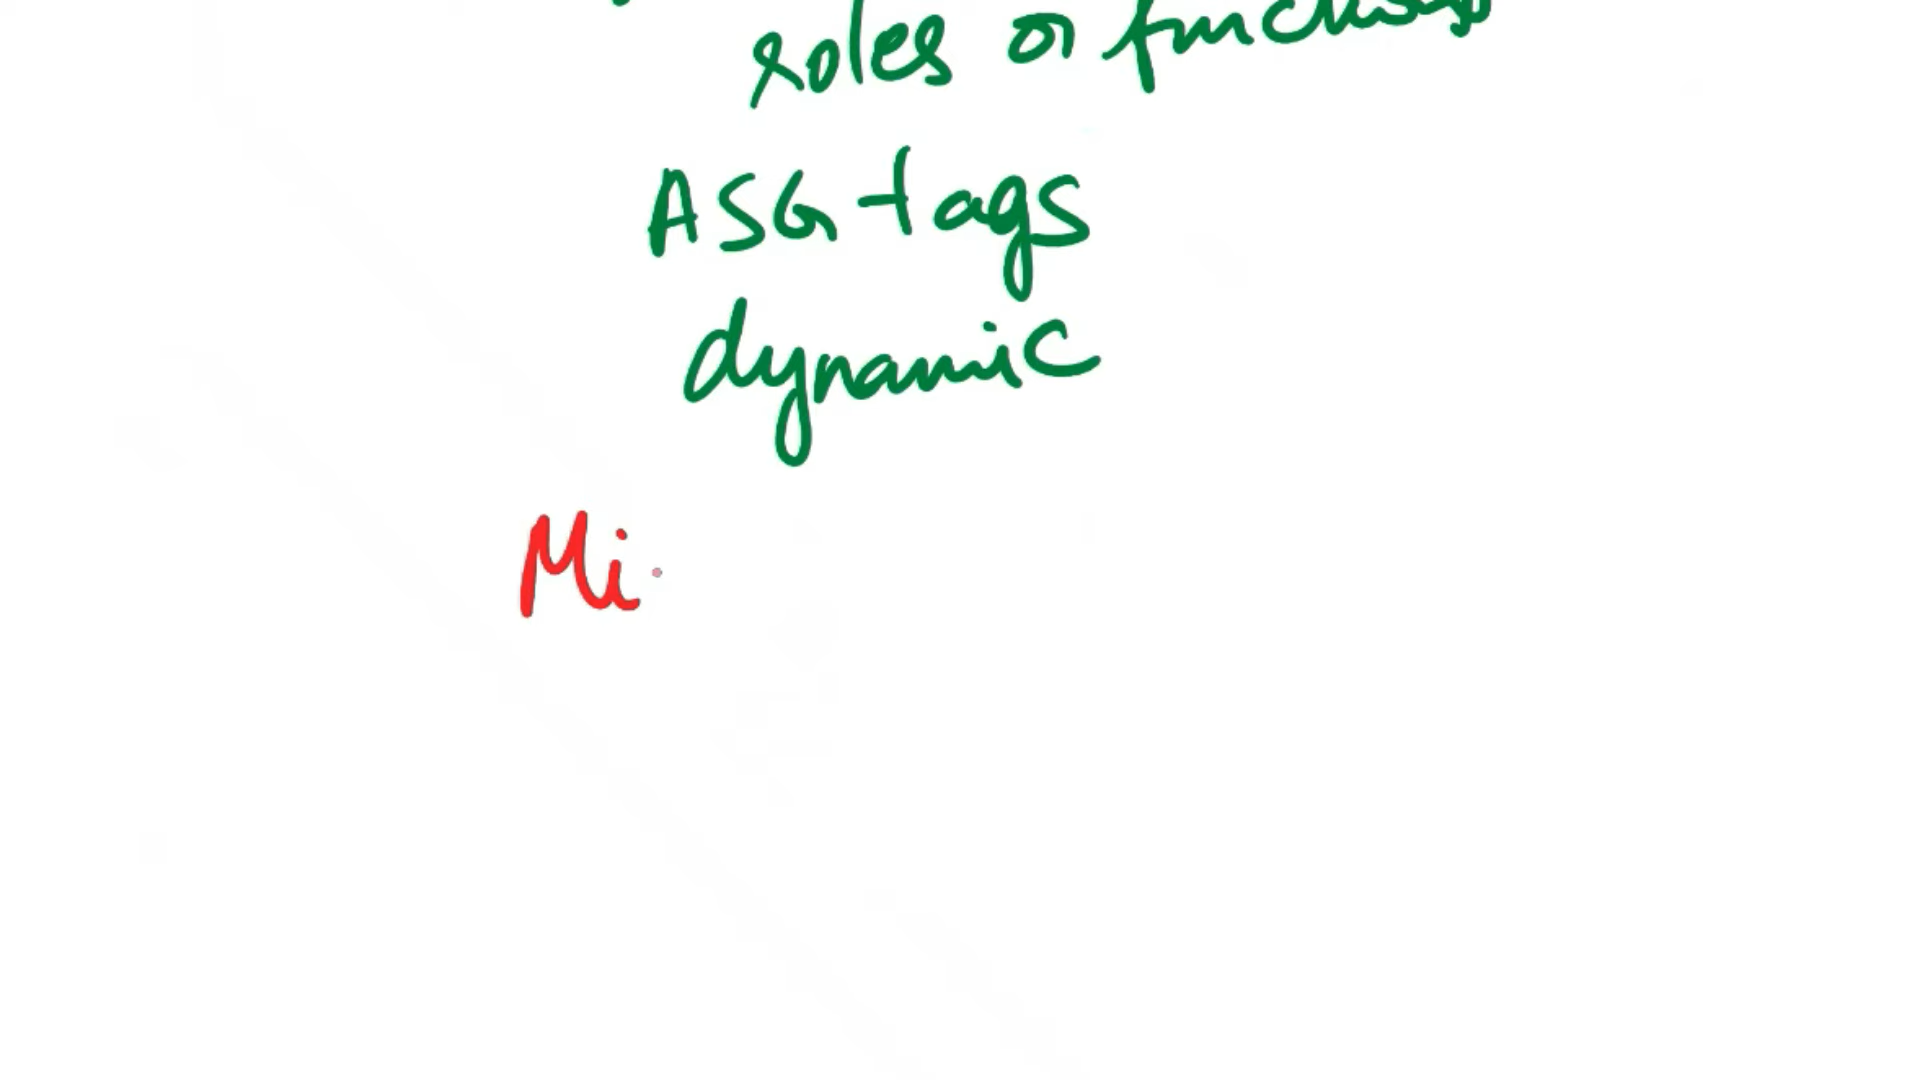 roles or functions
ASG tags
dynamic
Mi